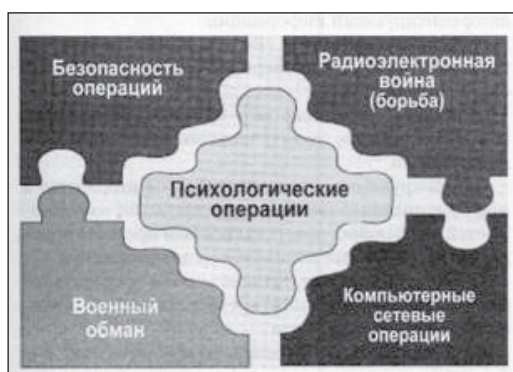 Безопасность
операций
Радиоэлектронная
война
(борьба)
Психологические
операции
Военный
обман
Компьютерные
сетевые
операции